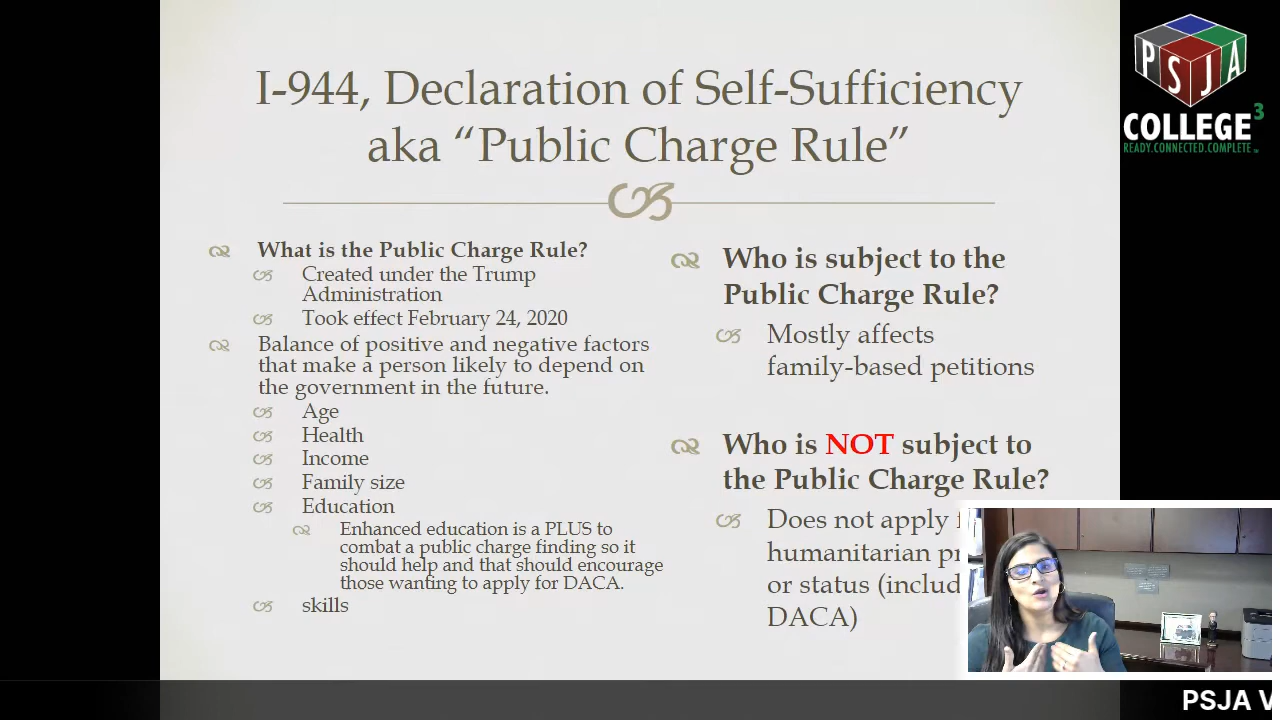 I-944, Declaration of Self-Sufficiency
aka “Public Charge Rule”
What is the Public Charge Rule?
Created under the Trump
Administration
Took effect February 24, 2020
Balance of positive and negative factors
that make a person likely to depend on
the government in the future.
Age
Health
Income
Family size
Education
Enhanced education is a PLUS to
combat a public charge finding so it
should help and that should encourage
those wanting to apply for DACA.
skills
Who is subject to the
Public Charge Rule?
Mostly affects
family-based petitions
Who is NOT subject to
the Public Charge Rule?
Does not apply
humanitarian
or status
DACA)
PSJA
COLLEGE³
READY.CONNECTED.COMPLETE
PSJA